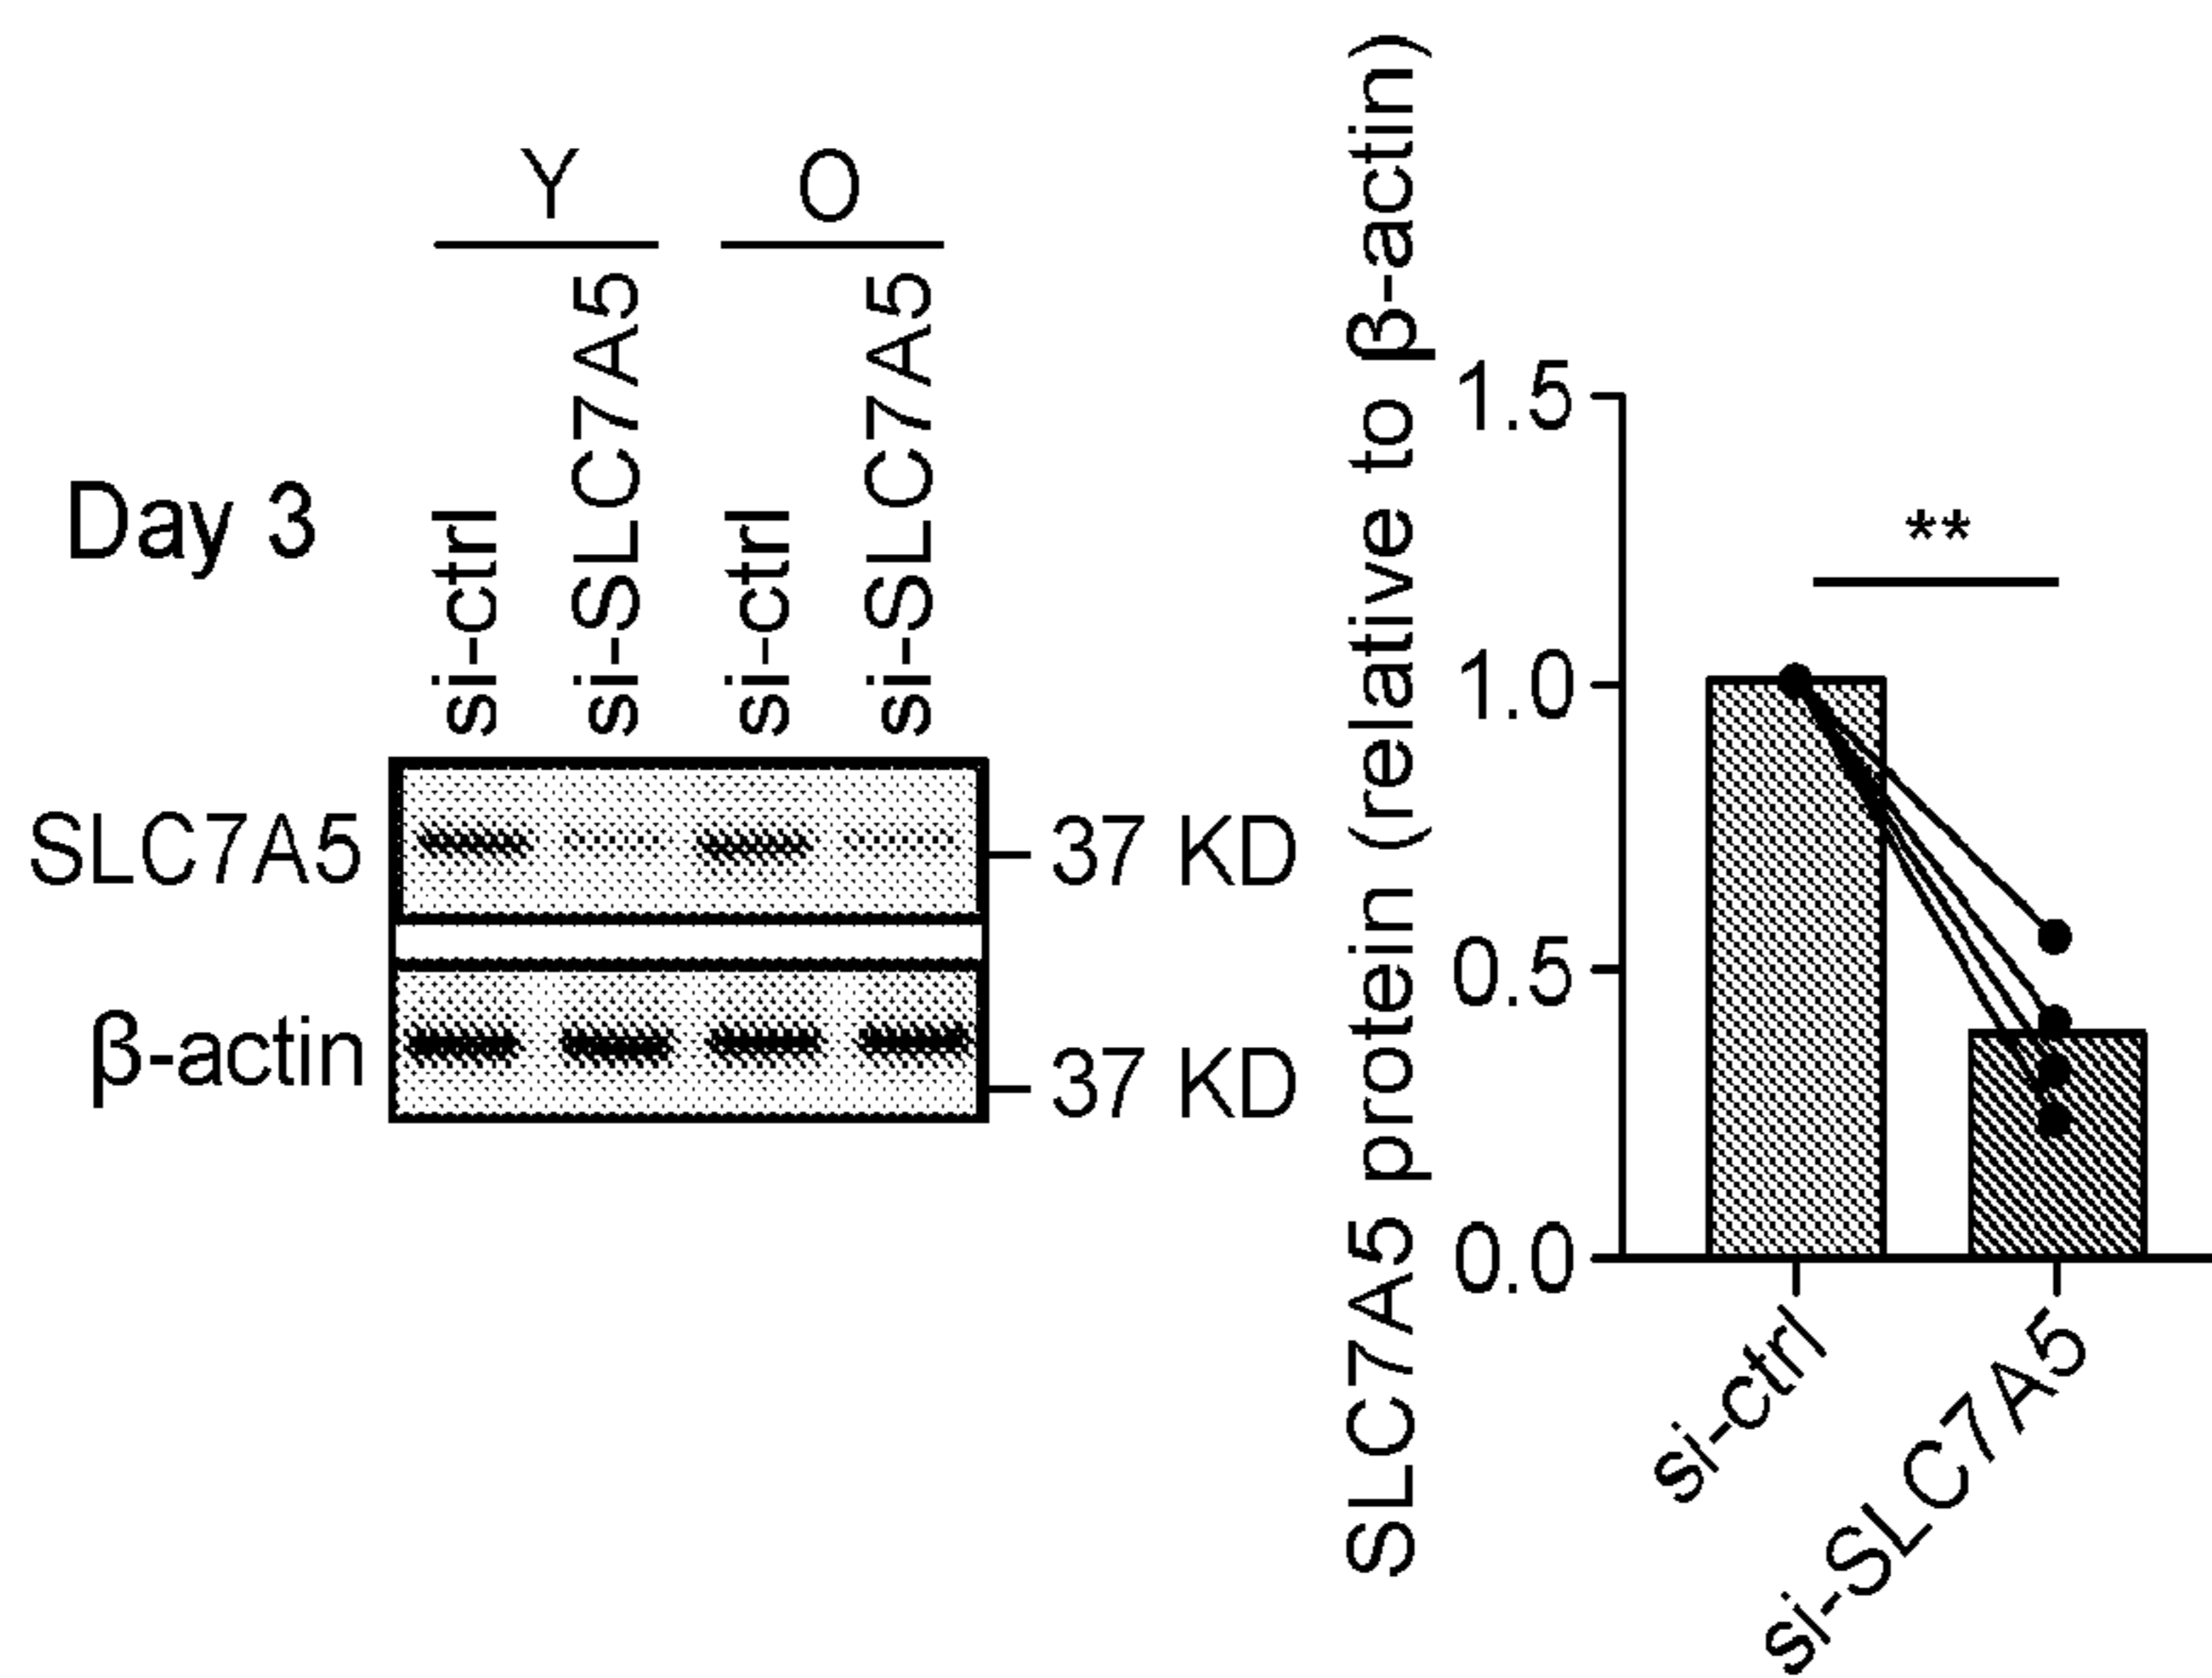 Y
O
Day 3
si-ctrl
si-SLC7A5
si-ctrl
si-SLC7A5
SLC7A5
37 KD
β-actin
37 KD
SLC7A5 protein (relative to β-actin)
1.5
1.0
0.5
0.0
**
si-ctrl
si-SLC7A5